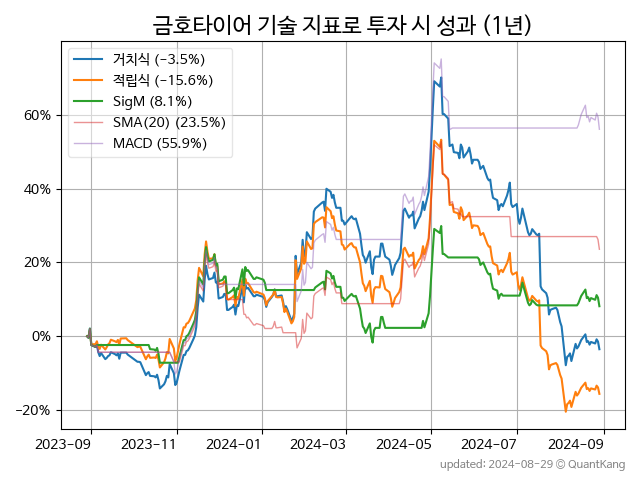 금호타이어 기술 지표로 투자 시 성과 (1년)
거치식 (−3.5%)
적립식 (−15.6%)
SigM (8.1%)
SMA(20) (23.5%)
MACD (55.9%)
60%
40%
20%
0%
−20%
2023-09 2023-11 2024-01 2024-03 2024-05 2024-07 2024-09
updated: 2024-08-29 © QuantKang